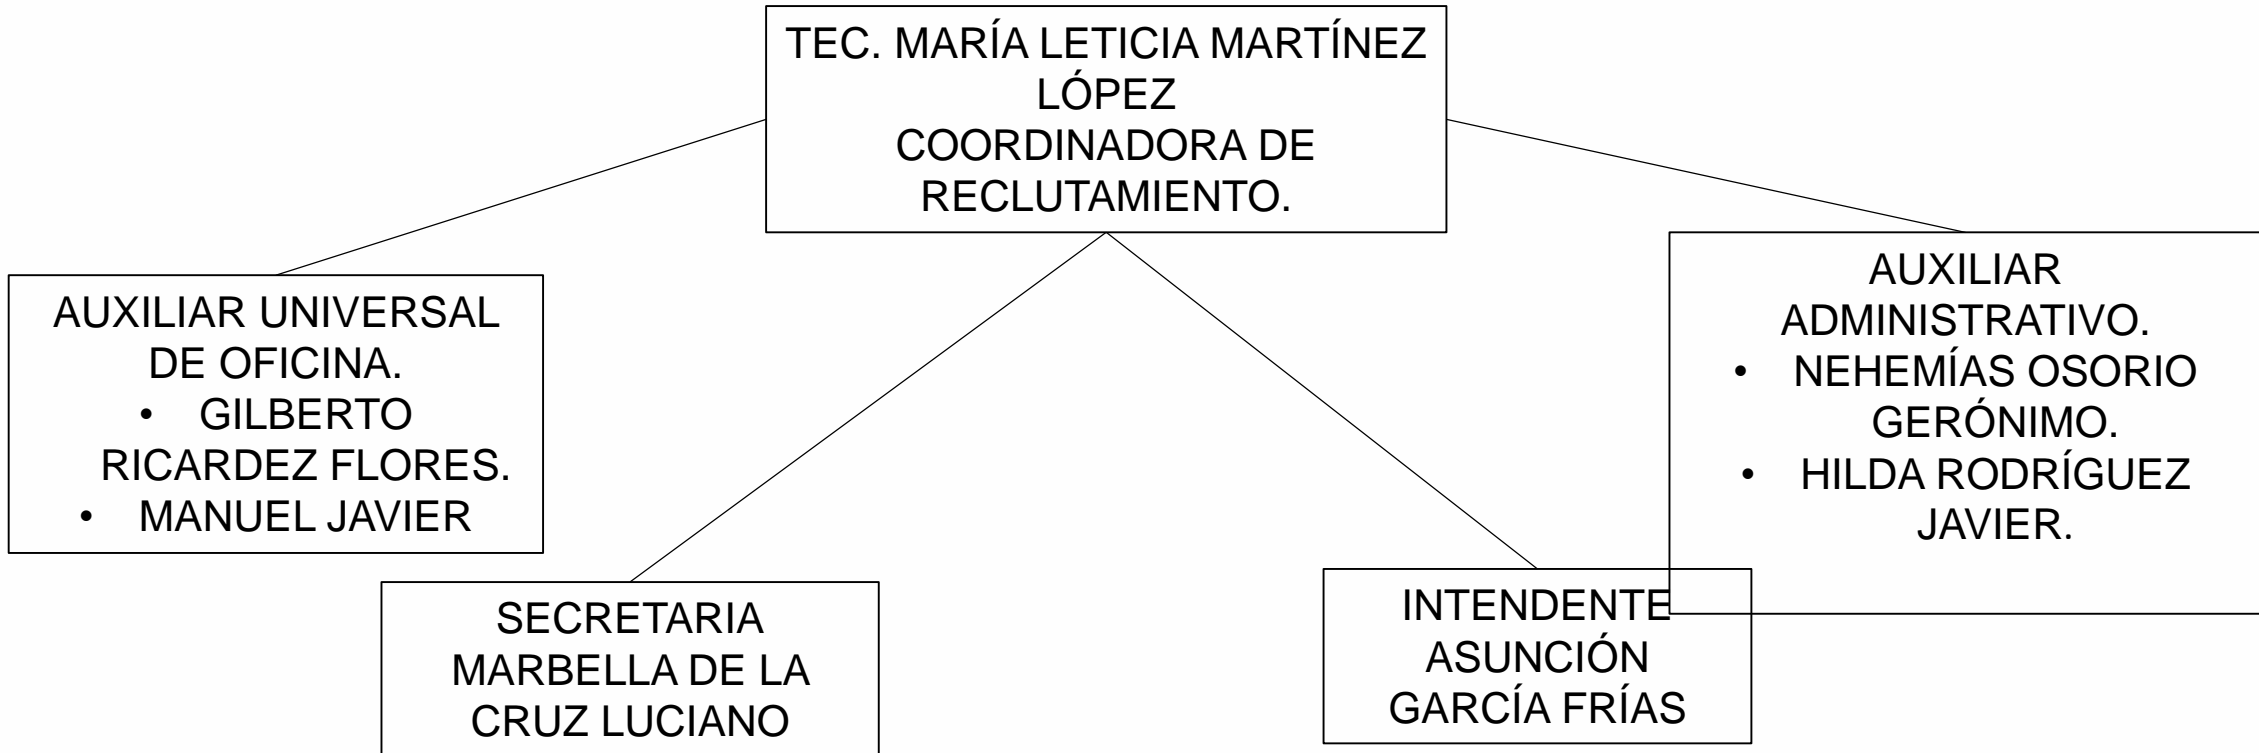 TEC. MARÍA LETICIA MARTÍNEZ
LÓPEZ
COORDINADORA DE
RECLUTAMIENTO.
AUXILIAR UNIVERSAL
DE OFICINA.
• GILBERTO
RICARDEZ FLORES.
• MANUEL JAVIER
SECRETARIA
MARBELLA DE LA
CRUZ LUCIANO
INTENDENTE
ASUNCIÓN
GARCÍA FRÍAS
AUXILIAR
ADMINISTRATIVO.
• NEHEMÍAS OSORIO
GERÓNIMO.
• HILDA RODRÍGUEZ
JAVIER.